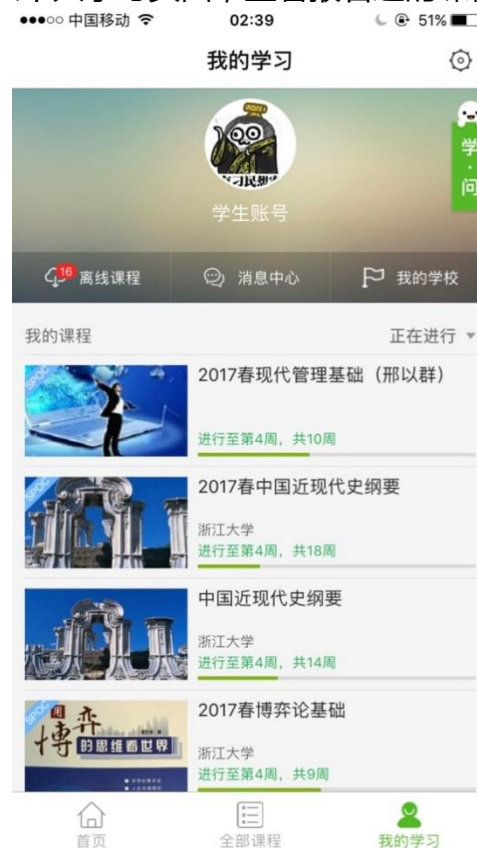 中国移动 02:39 51%
我的学习
学·问
学生账号
16 离线课程 消息中心 我的学校
我的课程 正在进行
SPOC
2017春现代管理基础（邢以群）
进行至第4周，共10周
SPOC
2017春中国近现代史纲要
浙江大学
进行至第4周，共18周
中国近现代史纲要
浙江大学
进行至第4周，共14周
SPOC
用博弈的思维看世界
2017春博弈论基础
浙江大学
进行至第4周，共9周
首页 全部课程 我的学习